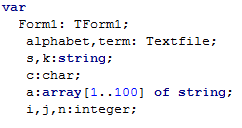 var
Form1: TForm1;
alphabet,term: Textfile;
s,k:string;
c:char;
a:array[1..100] of string;
i,j,n:integer;